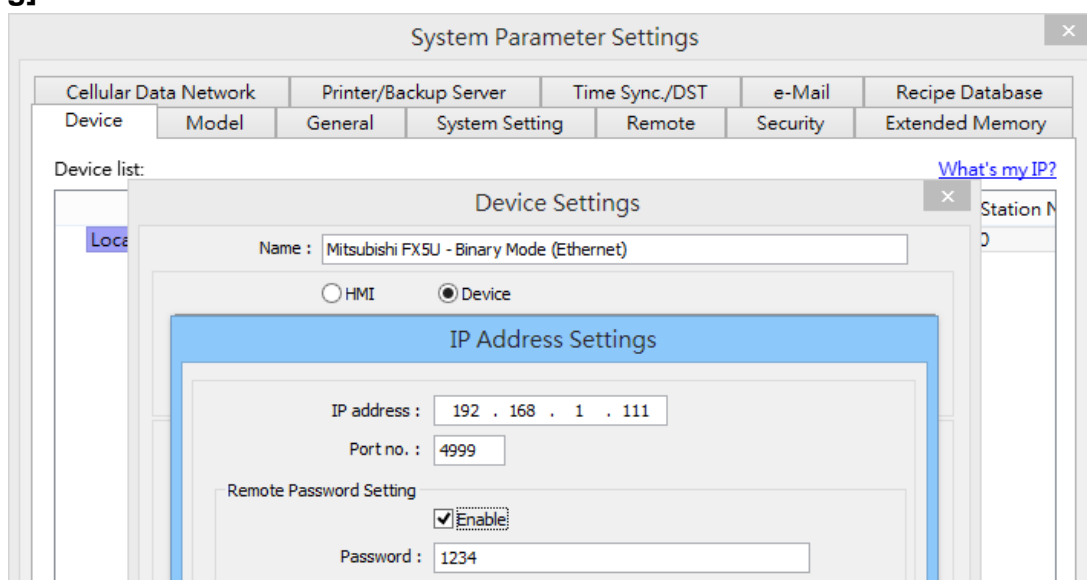 g]
System Parameter Settings
Cellular Data Network Printer/Backup Server Time Sync./DST e-Mail Recipe Database
Device Model General System Setting Remote Security Extended Memory
Device list: What's my IP?
Device Settings
Station N
Loca Name : Mitsubishi FX5U - Binary Mode (Ethernet) 0
HMI Device
IP Address Settings
IP address : 192 . 168 . 1 . 111
Port no. : 4999
Remote Password Setting
Enable
Password : 1234